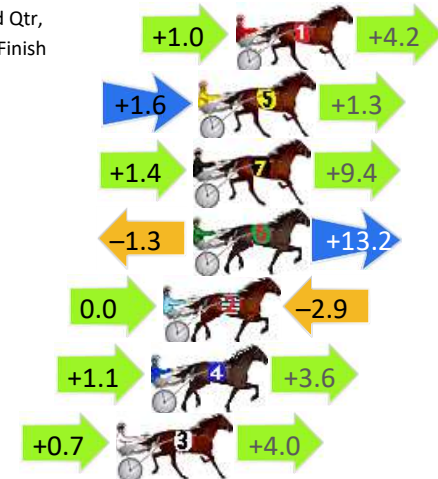 d Qtr,
Finish
+1.0 1 +4.2
+1.6 5 +1.3
+1.4 7 +9.4
–1.3 6 +13.2
0.0 –2.9
+1.1 4 +3.6
+0.7 3 +4.0